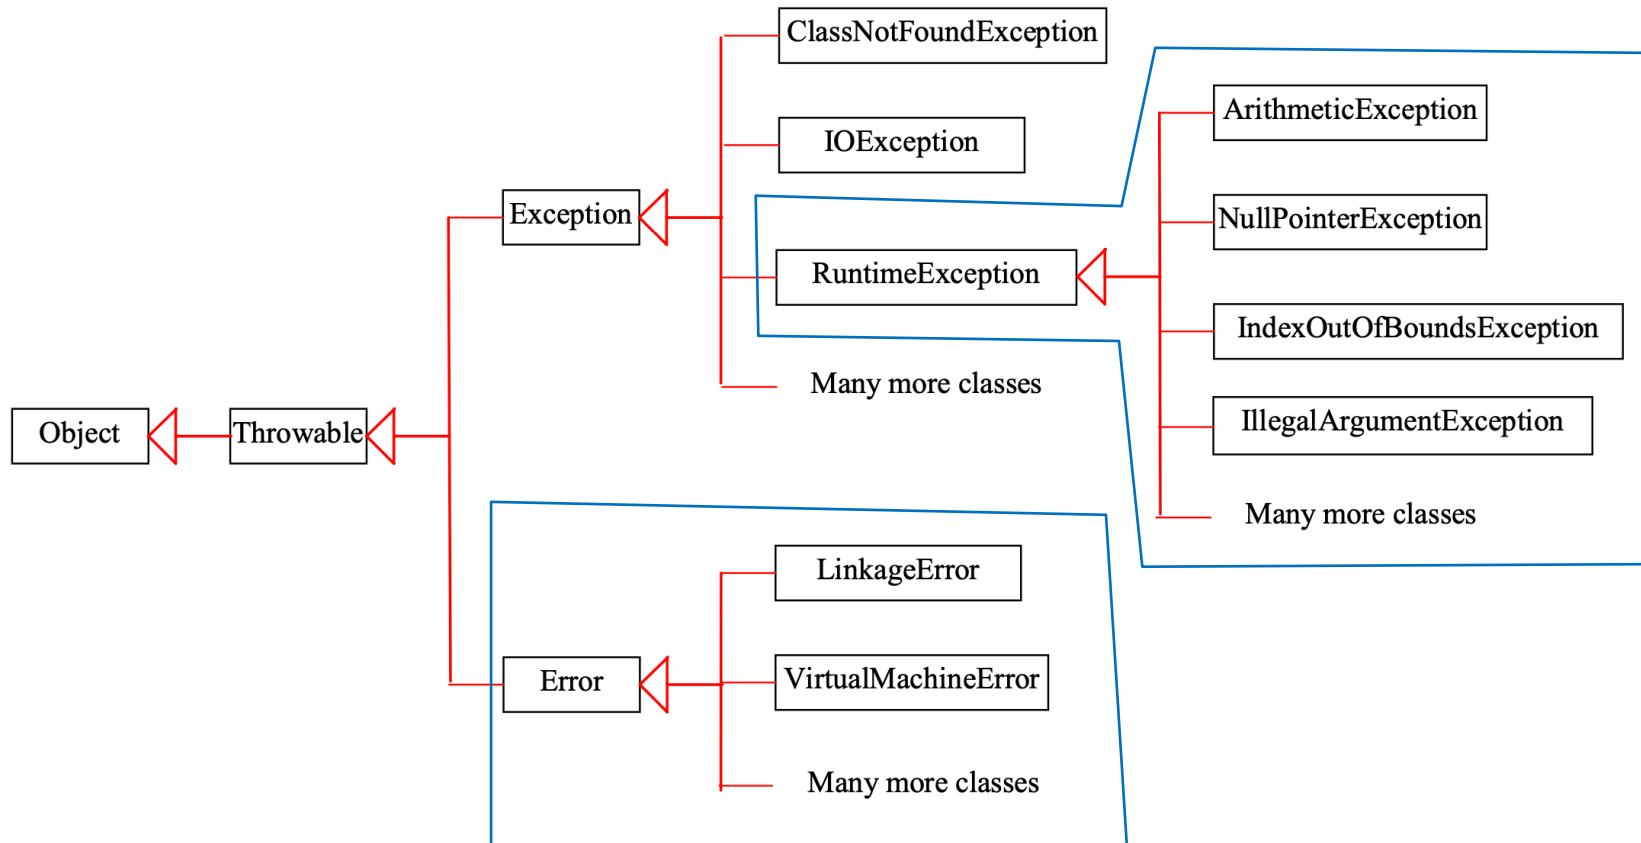 ClassNotFoundException
ArithmeticException
IOException
Exception
NullPointerException
RuntimeException
IndexOutOfBoundsException
Many more classes
Object
Throwable
IllegalArgumentException
Many more classes
LinkageError
Error
VirtualMachineError
Many more classes